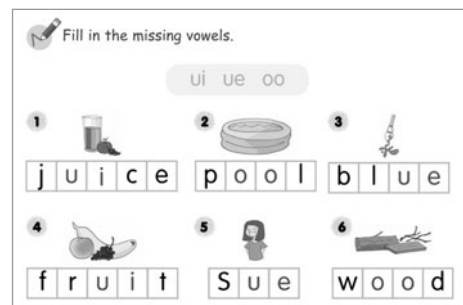 Fill in the missing vowels.
ui ue oo
1 2 3
juice pool blue
4 5 6
fruit Sue wood